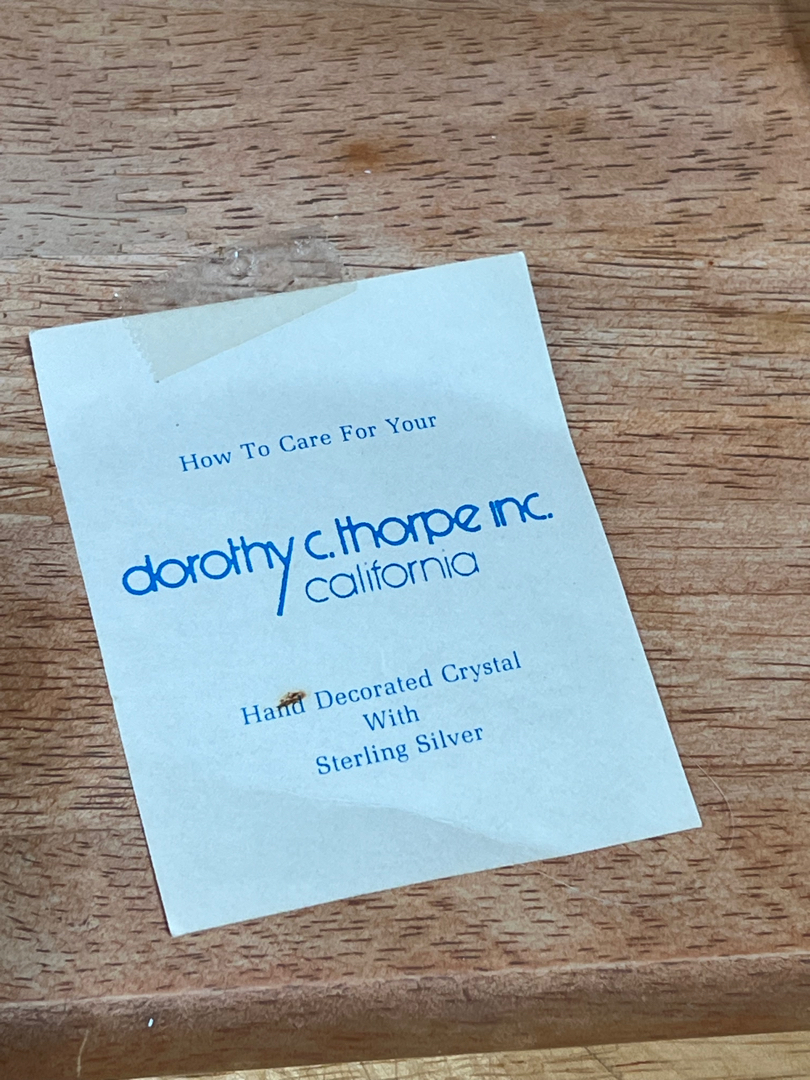 How To Care For Your
dorothy c. thorpe inc.
california
Hand Decorated Crystal
With
Sterling Silver